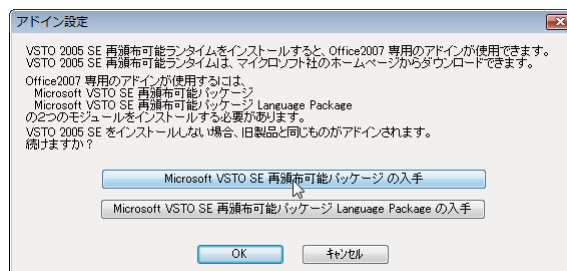 アドイン設定
VSTO 2005 SE 再頒布可能ランタイムをインストールすると、Office2007 専用のアドインが使用できます。
VSTO 2005 SE 再頒布可能ランタイムは、マイクロソフト社のホームページからダウンロードできます。
Office2007 専用のアドインが使用するには、
Microsoft VSTO SE 再頒布可能パッケージ
Microsoft VSTO SE 再頒布可能パッケージ Language Package
の2つのモジュールをインストールする必要があります。
VSTO 2005 SE をインストールしない場合、旧製品と同じものがアドインされます。
続けますか？
Microsoft VSTO SE 再頒布可能パッケージ の入手
Microsoft VSTO SE 再頒布可能パッケージ Language Package の入手
OK
キャンセル